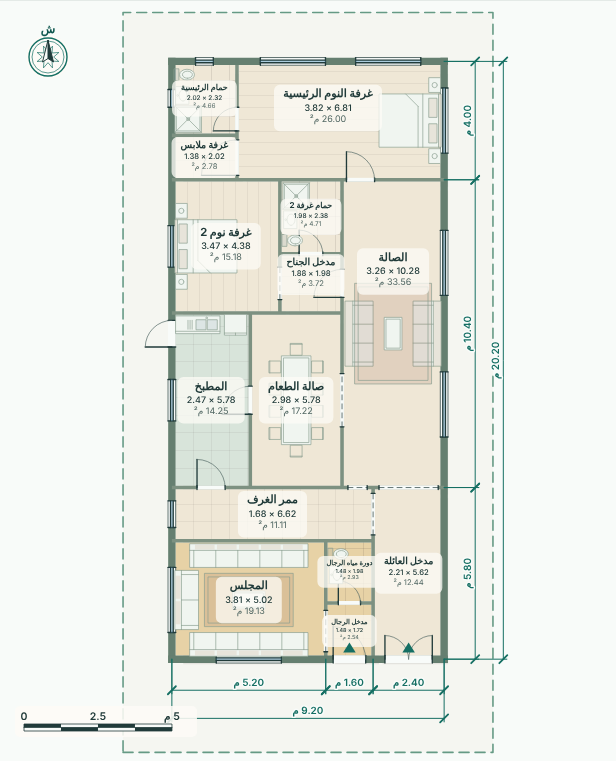 ش
حمام الرئيسية
2.02 × 2.32
4.66 م²
غرفة النوم الرئيسية
3.82 × 6.81
26.00 م²
غرفة ملابس
1.38 × 2.02
2.78 م²
4.00 م
حمام غرفة 2
1.98 × 2.38
4.71 م²
غرفة نوم 2
3.47 × 4.38
15.18 م²
الصالة
3.26 × 10.28
33.56 م²
مدخل الجناح
1.88 × 1.98
3.72 م²
10.40 م
20.20 م
المطبخ
2.47 × 5.78
14.25 م²
صالة الطعام
2.98 × 5.78
17.22 م²
ممر الغرف
1.68 × 6.62
11.11 م²
دورة مياه الرجال
1.48 × 1.98
2.93 م²
مدخل العائلة
2.21 × 5.62
12.44 م²
5.80 م
المجلس
3.81 × 5.02
19.13 م²
مدخل الرجال
1.48 × 1.72
2.54 م²
5.20 م
1.60 م
2.40 م
9.20 م
0
2.5
5 م